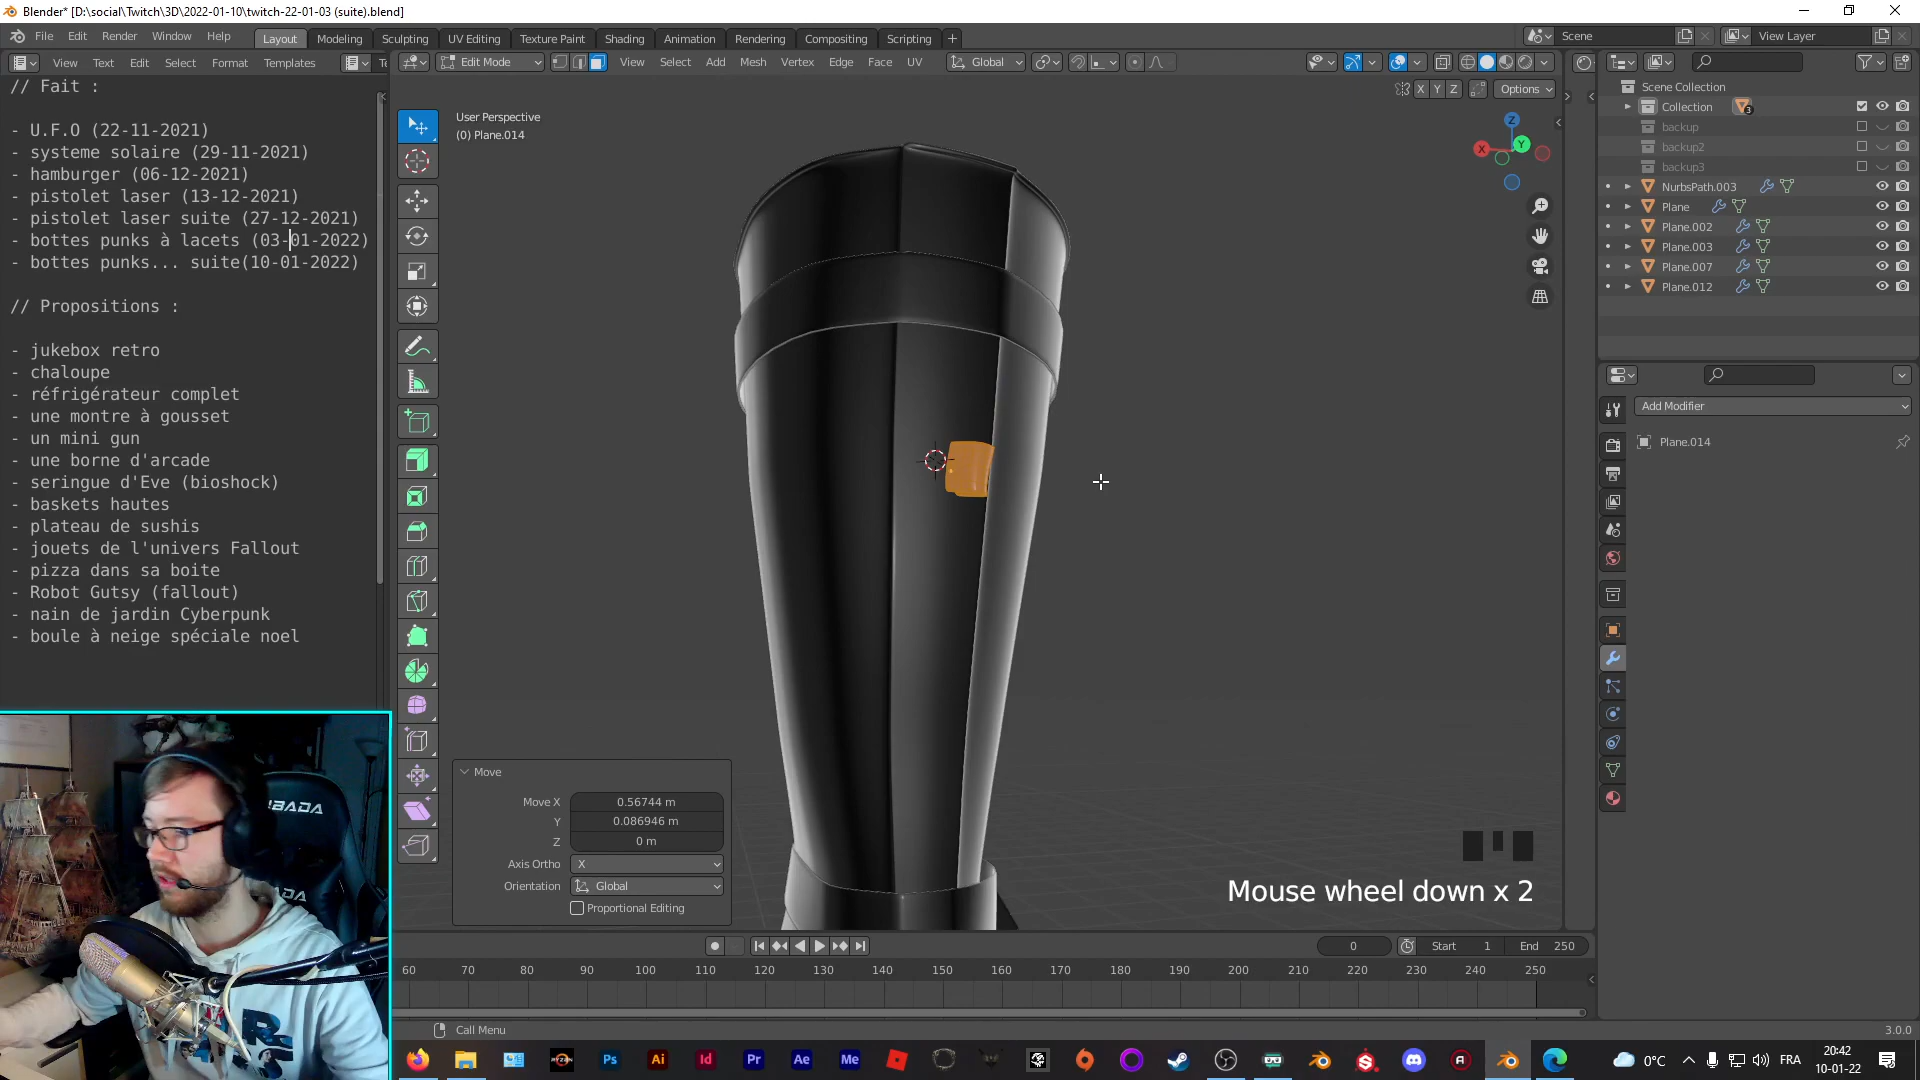 Blender* [D:\social\Twitch\3D\2022-01-10\twitch-22-01-03 (suite).blend]
File Edit Render Window Help Layout Modeling Sculpting UV Editing Texture Paint Shading Animation Rendering Compositing Scripting Scene View Layer
View Text Edit Select Format Templates Edit Mode View Select Add Mesh Vertex Edge Face UV Global
X Y Z Options
// Fait :
- U.F.O (22-11-2021)
- systeme solaire (29-11-2021)
- hamburger (06-12-2021)
- pistolet laser (13-12-2021)
- pistolet laser suite (27-12-2021)
- bottes punks à lacets (03-01-2022)
- bottes punks... suite(10-01-2022)
// Propositions :
- jukebox retro
- chaloupe
- réfrigérateur complet
- une montre à gousset
- un mini gun
- une borne d'arcade
- seringue d'Eve (bioshock)
- baskets hautes
- plateau de sushis
- jouets de l'univers Fallout
- pizza dans sa boite
- Robot Gutsy (fallout)
- nain de jardin Cyberpunk
- boule à neige spéciale noel
User Perspective
(0) Plane.014
Z
X
Y
Scene Collection
Collection 3
backup
backup2
backup3
NurbsPath.003
Plane
Plane.002
Plane.003
Plane.007
Plane.012
Add Modifier
Plane.014
Move
Move X 0.56744 m
Y 0.086946 m
Z 0 m
Axis Ortho X
Orientation Global
Proportional Editing
Mouse wheel down x 2
0 Start 1 End 250
60 70 80 90 100 110 120 130 140 150 160 170 180 190 200 210 220 230 240 250
Call Menu
3.0.0
RYZEN Ps Ai Id Pr Ae Me
0°C FRA
20:42
10-01-22